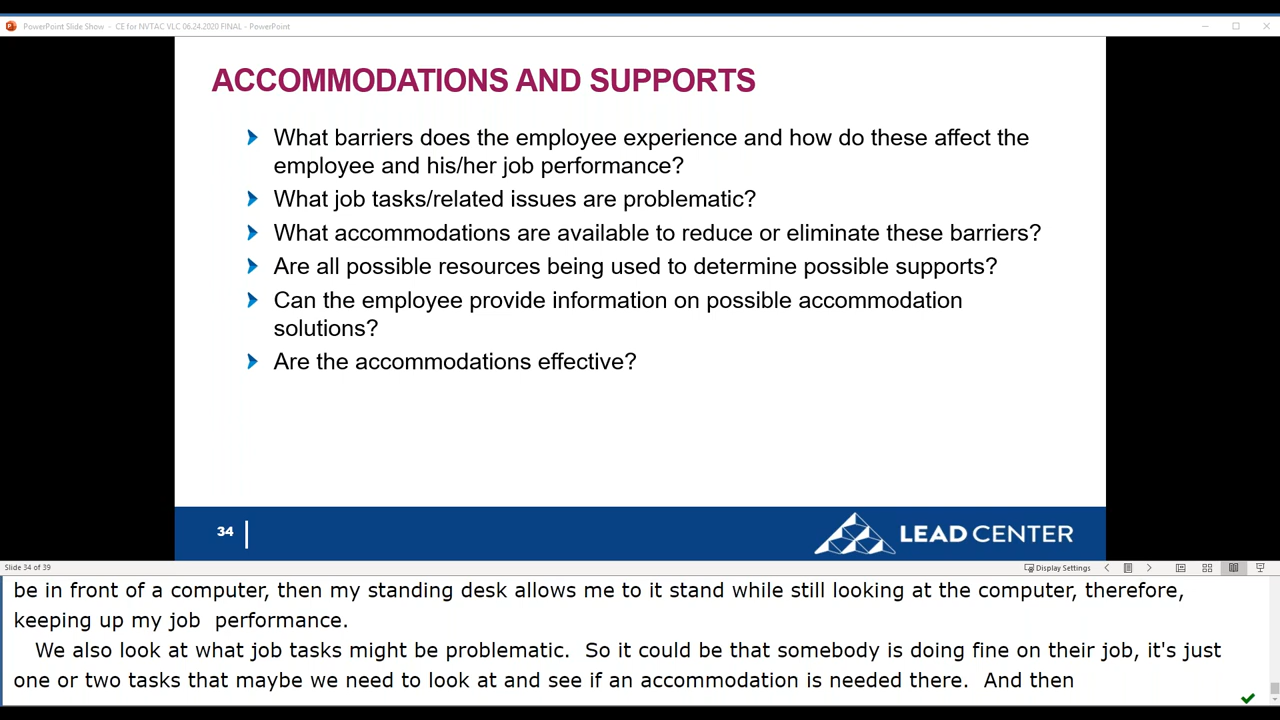 PowerPoint Slide Show - CE for NVTAC VLC 06.24.2020 FINAL - PowerPoint
ACCOMMODATIONS AND SUPPORTS
What barriers does the employee experience and how do these affect the
employee and his/her job performance?
What job tasks/related issues are problematic?
What accommodations are available to reduce or eliminate these barriers?
Are all possible resources being used to determine possible supports?
Can the employee provide information on possible accommodation
solutions?
Are the accommodations effective?
34
LEAD CENTER
Slide 34 of 39
Display Settings
be in front of a computer, then my standing desk allows me to it stand while still looking at the computer, therefore,
keeping up my job  performance.
We also look at what job tasks might be problematic.  So it could be that somebody is doing fine on their job, it's just
one or two tasks that maybe we need to look at and see if an accommodation is needed there.  And then